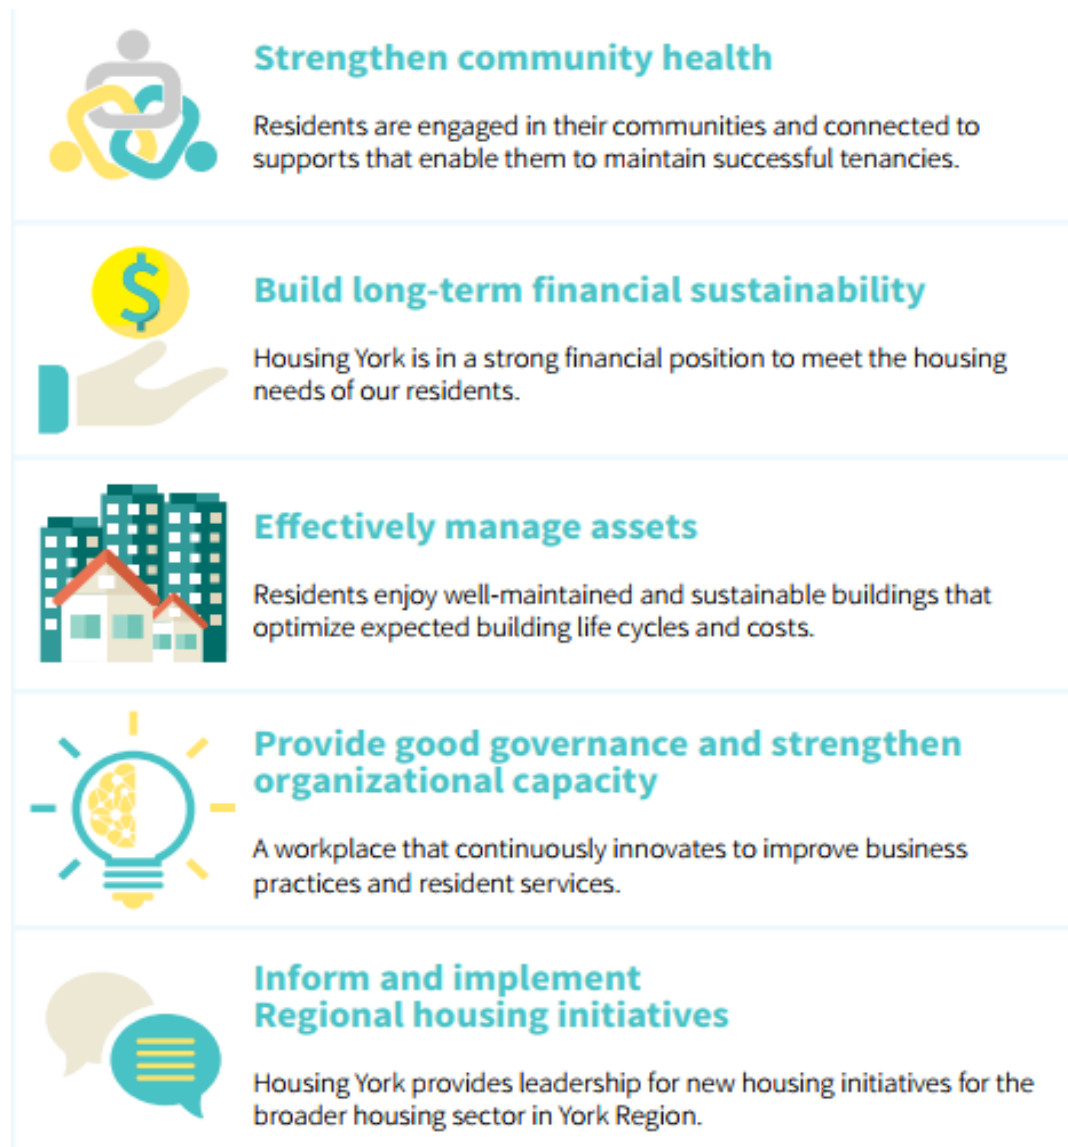 Strengthen community health
Residents are engaged in their communities and connected to
supports that enable them to maintain successful tenancies.
$
Build long-term financial sustainability
Housing York is in a strong financial position to meet the housing
needs of our residents.
Effectively manage assets
Residents enjoy well-maintained and sustainable buildings that
optimize expected building life cycles and costs.
Provide good governance and strengthen
organizational capacity
A workplace that continuously innovates to improve business
practices and resident services.
Inform and implement
Regional housing initiatives
Housing York provides leadership for new housing initiatives for the
broader housing sector in York Region.